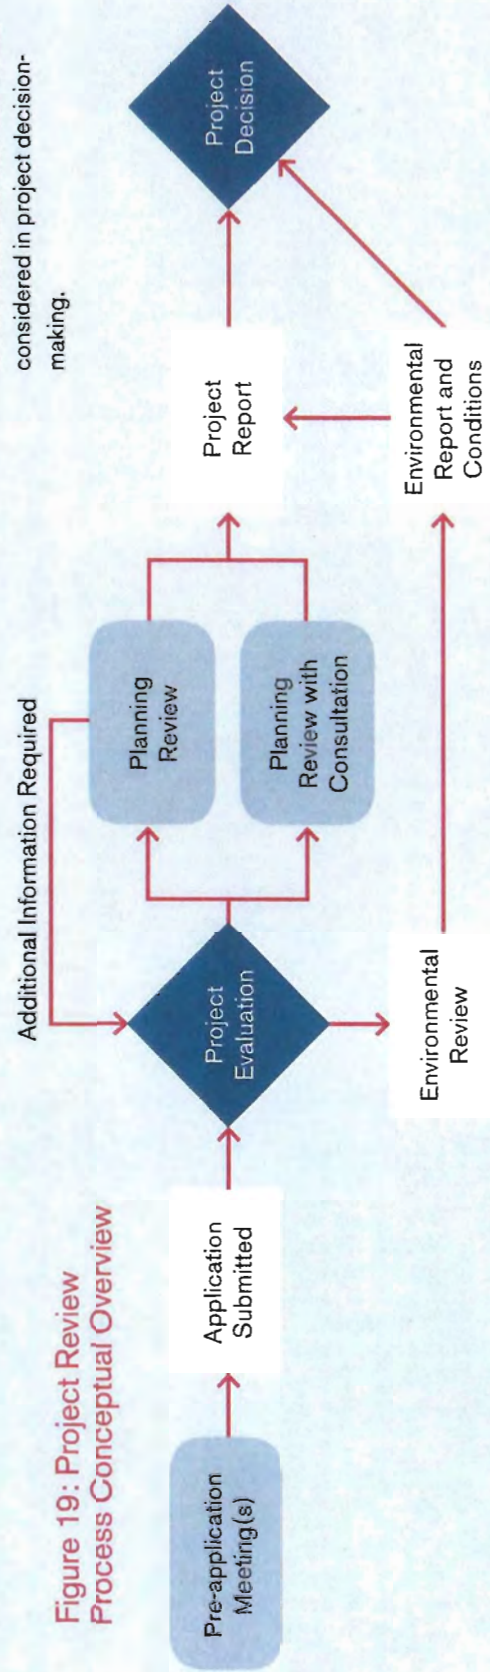 considered in project decision-
making.
Figure 19: Project Review
Process Conceptual Overview
Additional Information Required
Pre-application
Meeting(s)
Application
Submitted
Project
Evaluation
Planning
Review
Planning
Review with
Consultation
Project
Report
Project
Decision
Environmental
Review
Environmental
Report and
Conditions